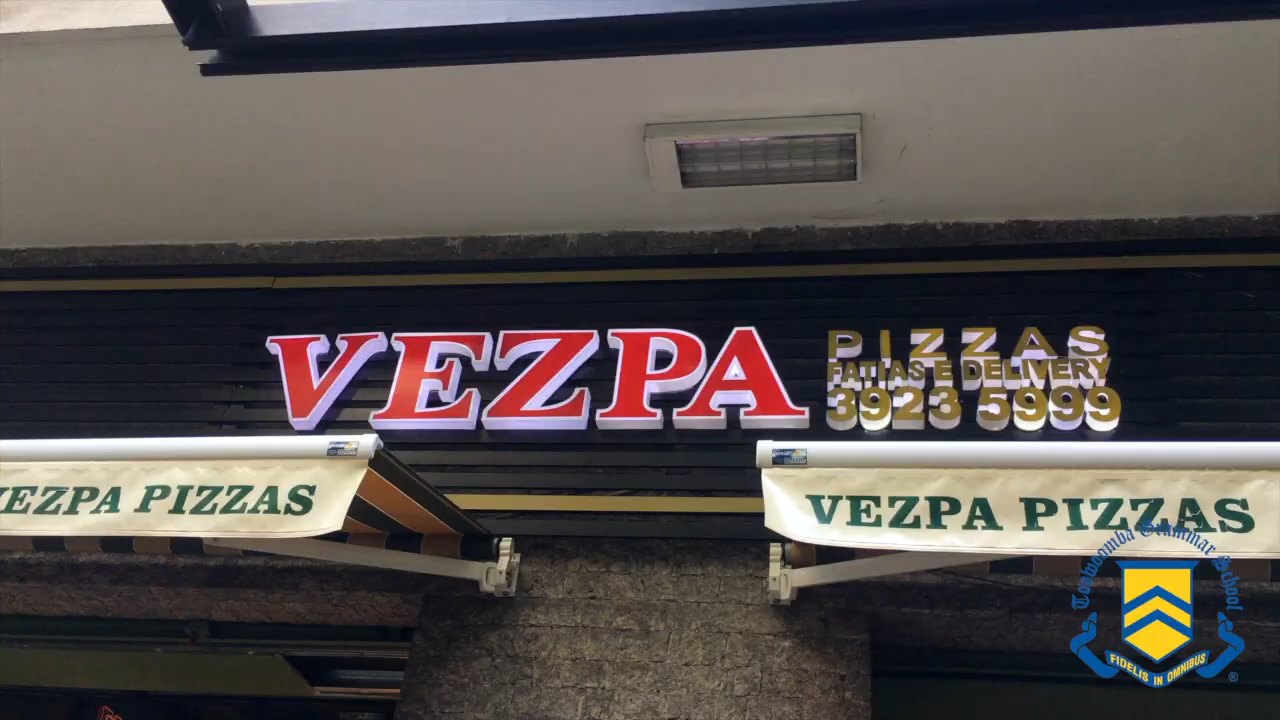 VEZPA
PIZZAS
FATIAS E DELIVERY
3923 5999
VEZPA PIZZAS
VEZPA PIZZAS
Toowoomba Grammar School
FIDELIS IN OMNIBUS
®